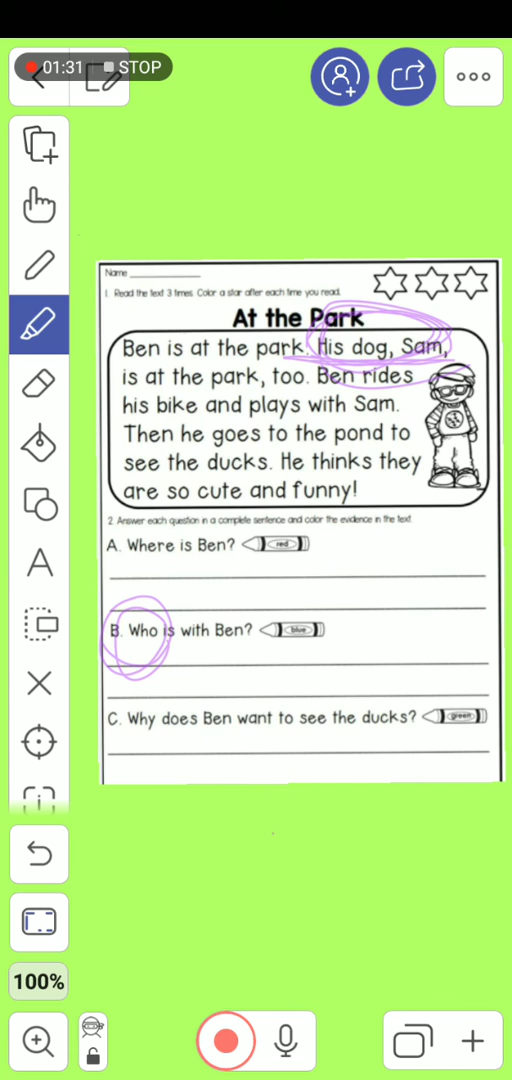 01:31 STOP
Name
1. Read the text 3 times. Color a star after each time you read.
At the Park
Ben is at the park. His dog, Sam,
is at the park, too. Ben rides
his bike and plays with Sam.
Then he goes to the pond to
see the ducks. He thinks they
are so cute and funny!
2. Answer each question in a complete sentence and color the evidence in the text.
A. Where is Ben? red
B. Who is with Ben? blue
C. Why does Ben want to see the ducks? green
A
100%